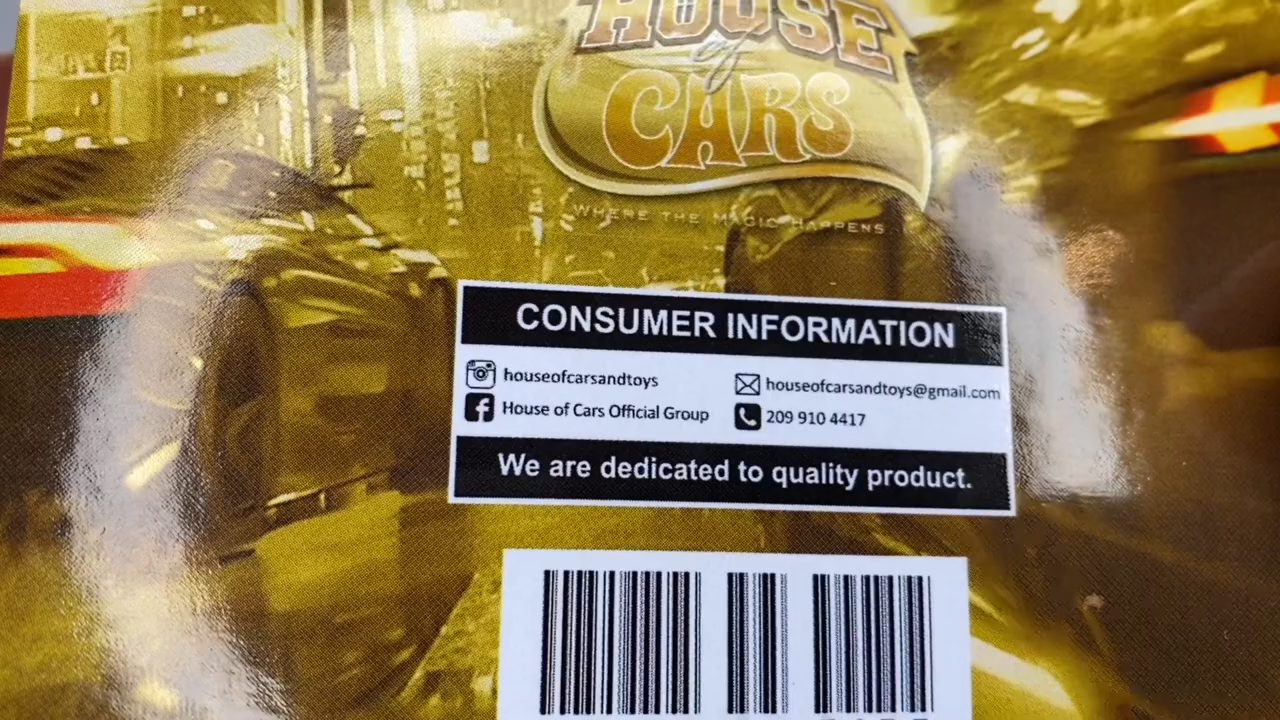 HOUSE
of
CARS
WHERE THE MAGIC HAPPENS
CONSUMER INFORMATION
houseofcarsandtoys
houseofcarsandtoys@gmail.com
House of Cars Official Group
209 910 4417
We are dedicated to quality product.